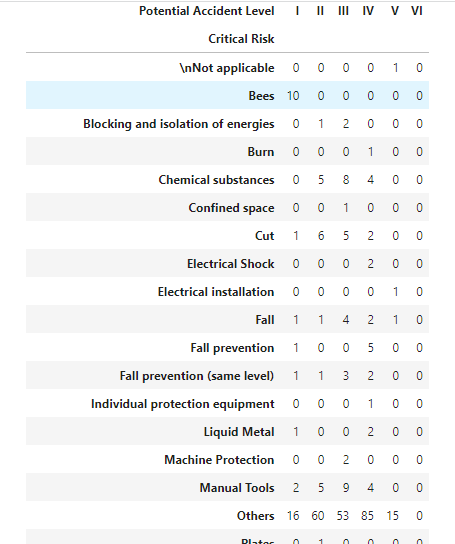 Potential Accident Level I II III IV V VI
Critical Risk
\nNot applicable 0 0 0 0 1 0
Bees 10 0 0 0 0 0
Blocking and isolation of energies 0 1 2 0 0 0
Burn 0 0 0 1 0 0
Chemical substances 0 5 8 4 0 0
Confined space 0 0 1 0 0 0
Cut 1 6 5 2 0 0
Electrical Shock 0 0 0 2 0 0
Electrical installation 0 0 0 0 1 0
Fall 1 1 4 2 1 0
Fall prevention 1 0 0 5 0 0
Fall prevention (same level) 1 1 3 2 0 0
Individual protection equipment 0 0 0 1 0 0
Liquid Metal 1 0 0 2 0 0
Machine Protection 0 0 2 0 0 0
Manual Tools 2 5 9 4 0 0
Others 16 60 53 85 15 0
Plates 0 1 0 0 0 0